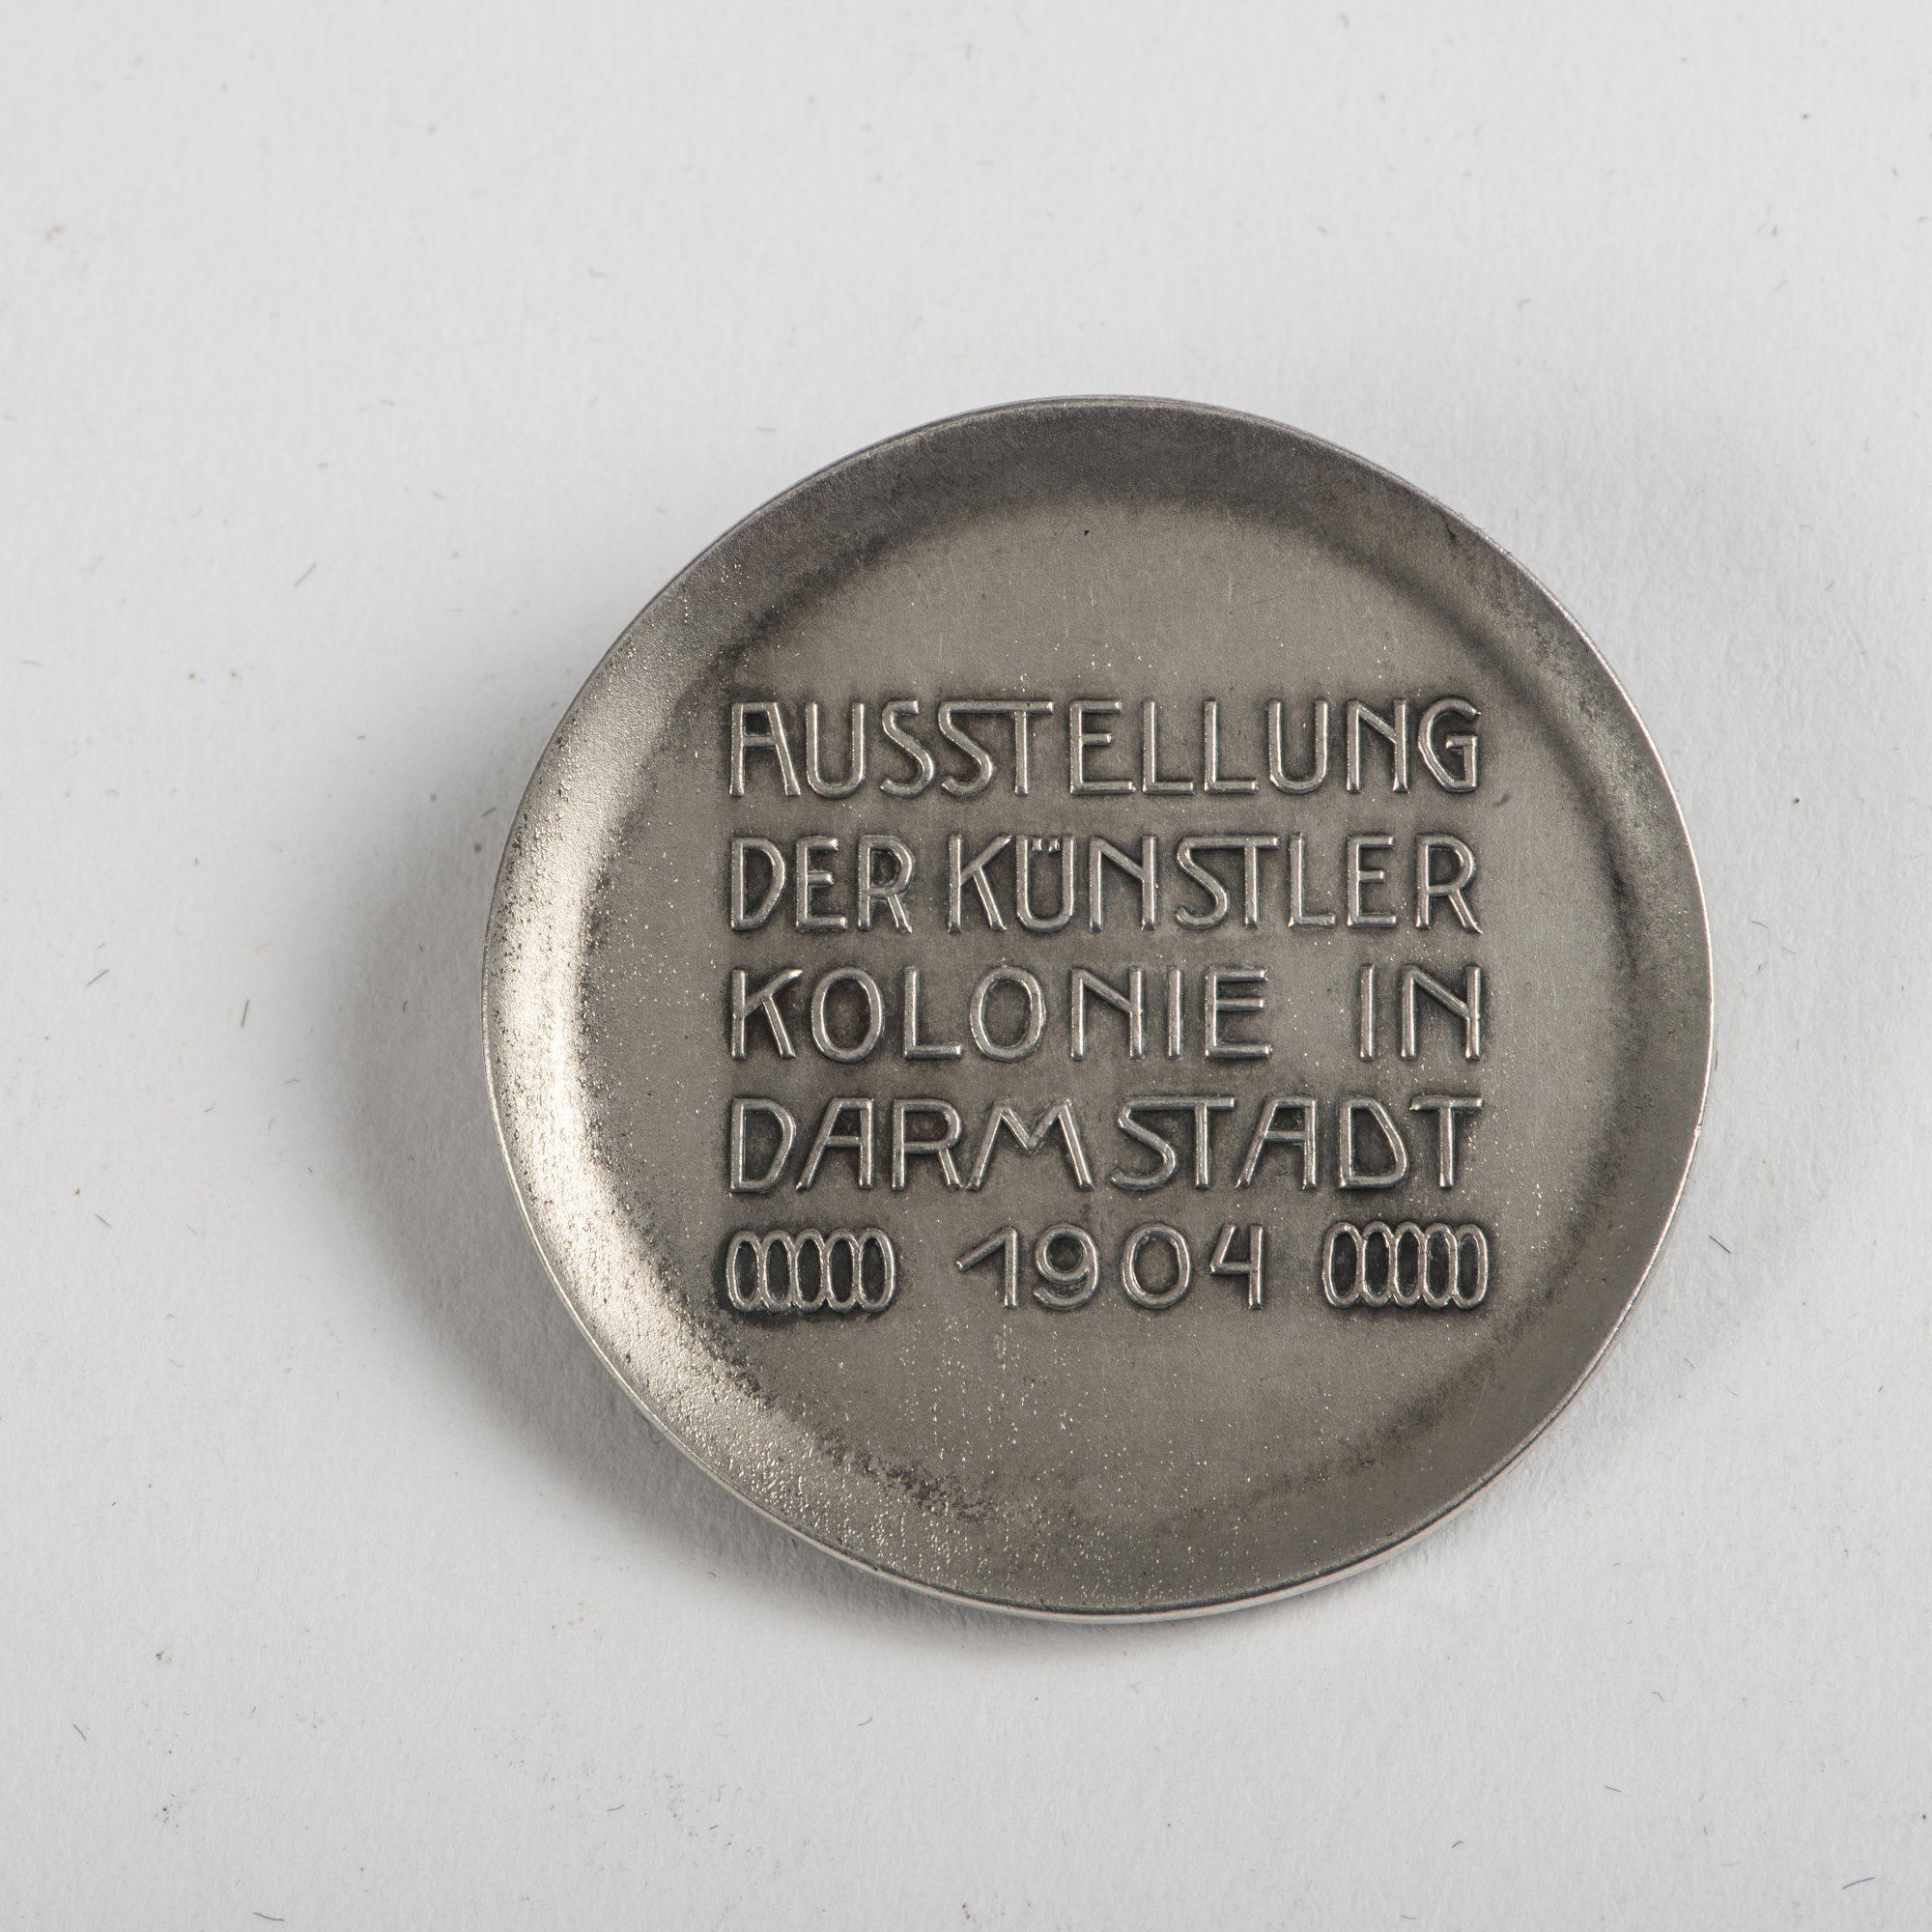 AUSSTELLUNG
DER KÜNSTLER
KOLONIE IN
DARMSTADT
1904